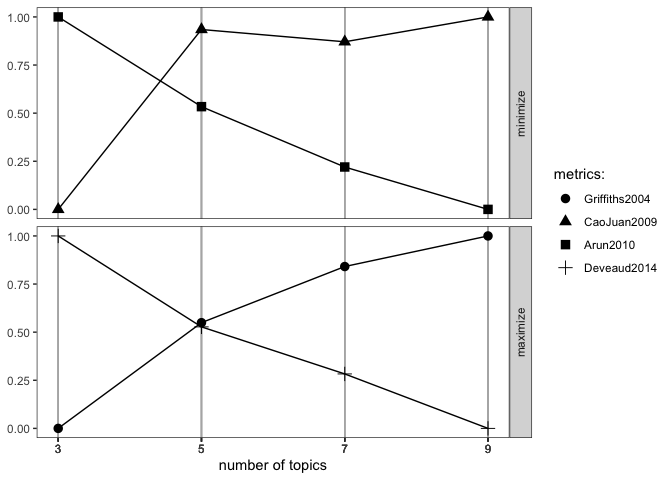 1.00
0.75
0.50
0.25
0.00
minimize
1.00
0.75
0.50
0.25
0.00
maximize
3 5 7 9
number of topics
metrics:
Griffiths2004
CaoJuan2009
Arun2010
Deveaud2014